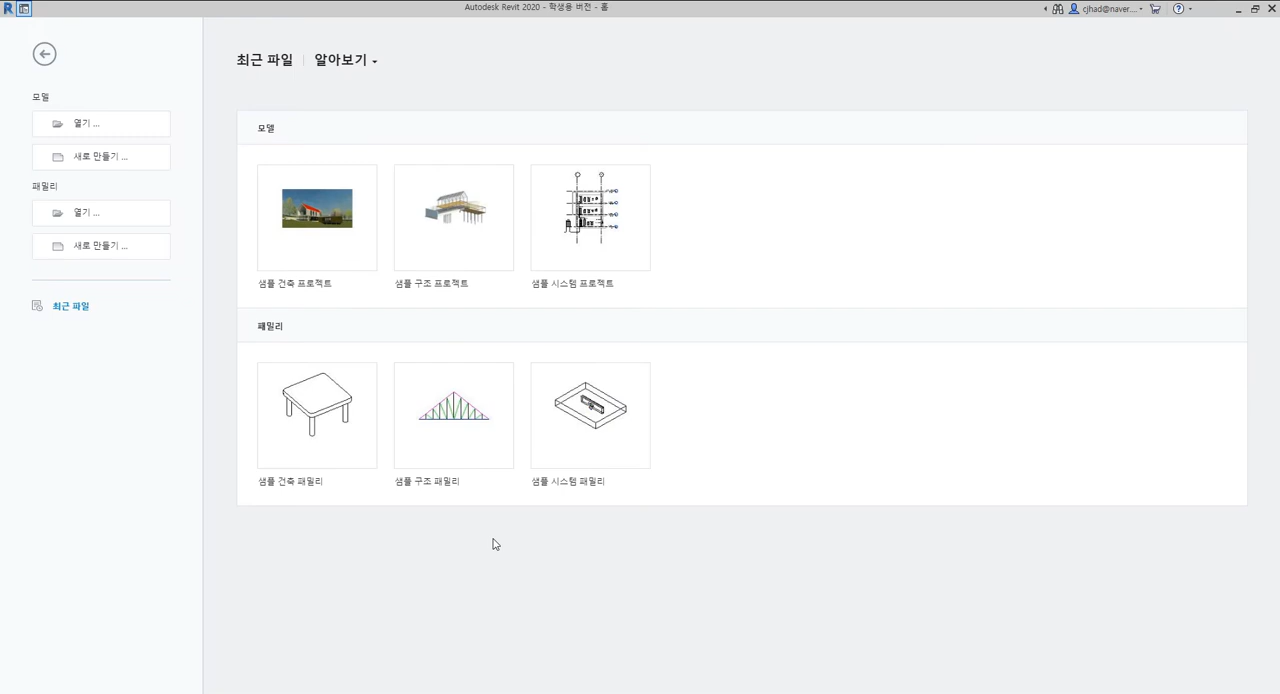 Autodesk Revit 2020 - 학생용 버전 - 홈
cjhad@naver....
최근 파일
알아보기
모델
열기 ...
새로 만들기 ...
패밀리
열기 ...
새로 만들기 ...
최근 파일
모델
샘플 건축 프로젝트
샘플 구조 프로젝트
샘플 시스템 프로젝트
패밀리
샘플 건축 패밀리
샘플 구조 패밀리
샘플 시스템 패밀리